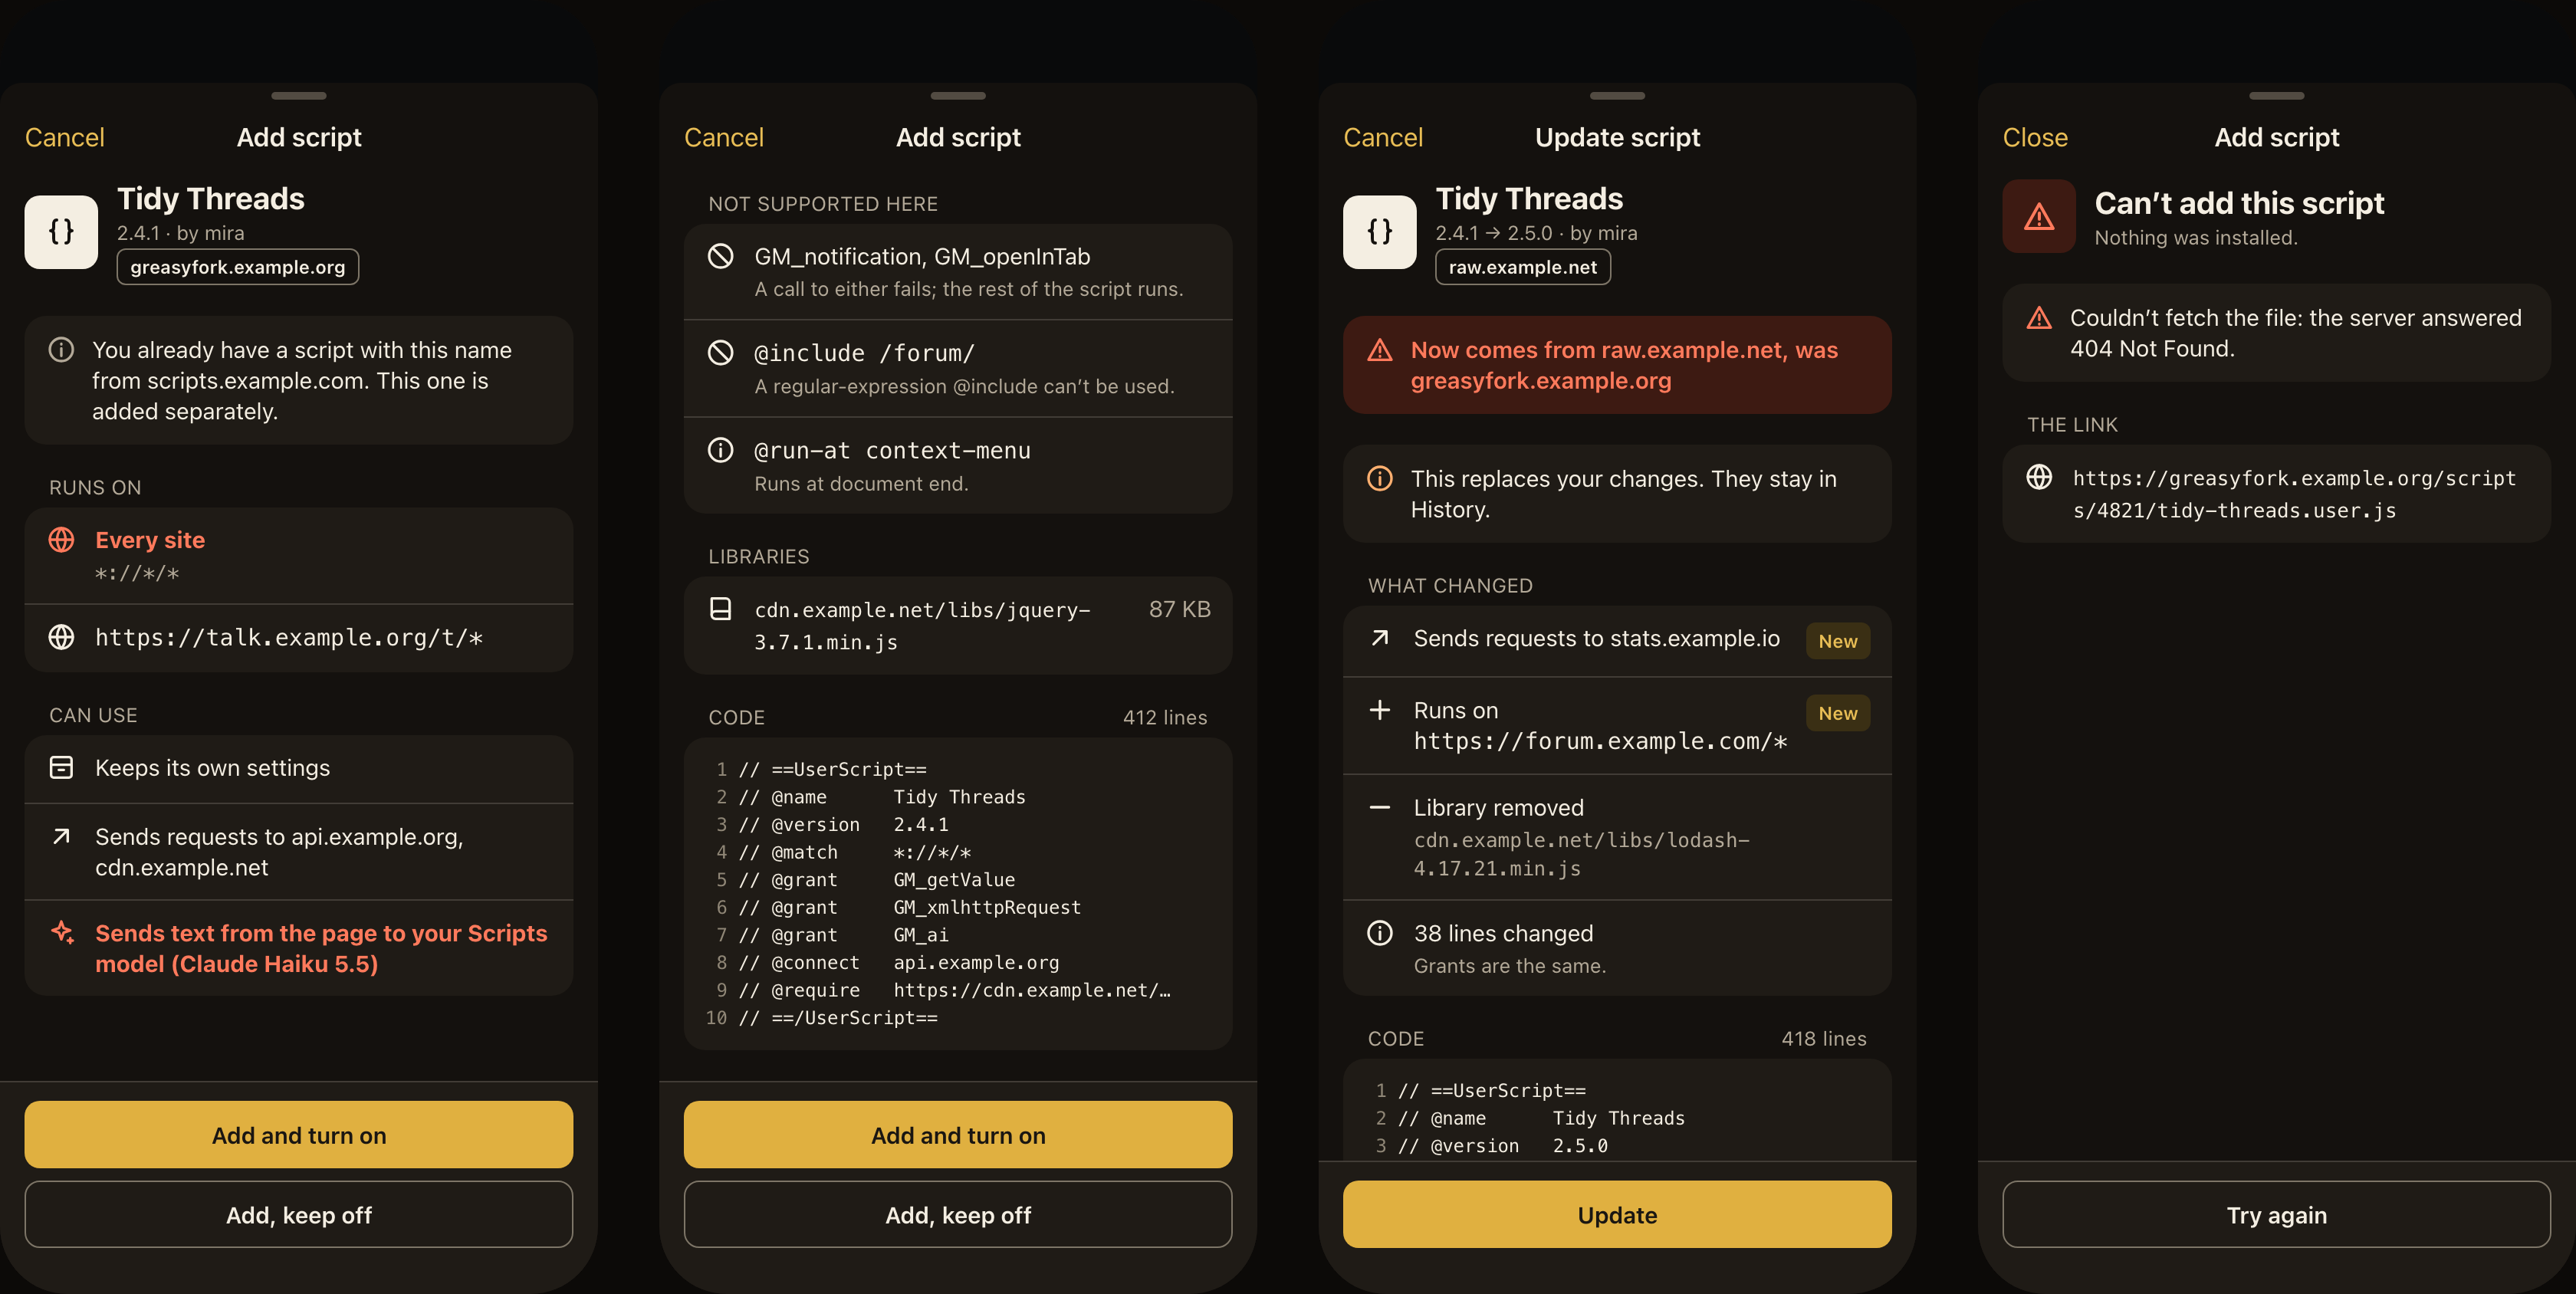 Cancel
Add script
Tidy Threads
2.4.1 · by mira
greasyfork.example.org
You already have a script with this name
from scripts.example.com. This one is
added separately.
RUNS ON
Every site
*://*/*
https://talk.example.org/t/*
CAN USE
Keeps its own settings
Sends requests to api.example.org,
cdn.example.net
Sends text from the page to your Scripts
model (Claude Haiku 5.5)
Add and turn on
Add, keep off
Cancel
Add script
NOT SUPPORTED HERE
GM_notification, GM_openInTab
A call to either fails; the rest of the script runs.
@include /forum/
A regular-expression @include can’t be used.
@run-at context-menu
Runs at document end.
LIBRARIES
cdn.example.net/libs/jquery-
3.7.1.min.js
87 KB
CODE
412 lines
1 // ==UserScript==
2 // @name Tidy Threads
3 // @version 2.4.1
4 // @match *://*/*
5 // @grant GM_getValue
6 // @grant GM_xmlhttpRequest
7 // @grant GM_ai
8 // @connect api.example.org
9 // @require https://cdn.example.net/…
10 // ==/UserScript==
Add and turn on
Add, keep off
Cancel
Update script
Tidy Threads
2.4.1 → 2.5.0 · by mira
raw.example.net
Now comes from raw.example.net, was
greasyfork.example.org
This replaces your changes. They stay in
History.
WHAT CHANGED
Sends requests to stats.example.io
New
Runs on
https://forum.example.com/*
New
Library removed
cdn.example.net/libs/lodash-
4.17.21.min.js
38 lines changed
Grants are the same.
CODE
418 lines
1 // ==UserScript==
2 // @name Tidy Threads
3 // @version 2.5.0
Update
Close
Add script
Can’t add this script
Nothing was installed.
Couldn’t fetch the file: the server answered
404 Not Found.
THE LINK
https://greasyfork.example.org/script
s/4821/tidy-threads.user.js
Try again